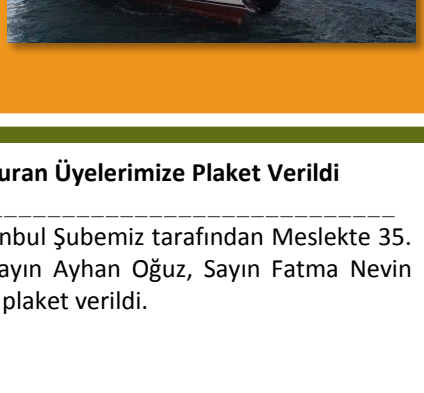 uran Üyelerimize Plaket Verildi
nbul Şubemiz tarafından Meslekte 35.
ayın Ayhan Oğuz, Sayın Fatma Nevin
plaket verildi.